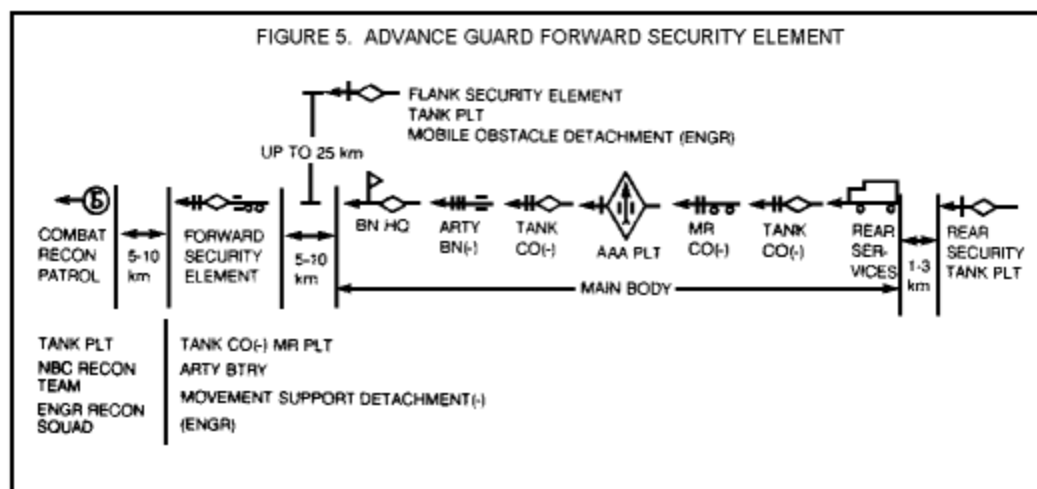 FIGURE 5. ADVANCE GUARD FORWARD SECURITY ELEMENT
FLANK SECURITY ELEMENT
TANK PLT
MOBILE OBSTACLE DETACHMENT (ENGR)
UP TO 25 km
COMBAT
RECON
PATROL
5-10
km
FORWARD
SECURITY
ELEMENT
5-10
km
BN HQ
ARTY
BN(-)
TANK
CO(-)
AAA PLT
MR
CO(-)
TANK
CO(-)
REAR
SER-
VICES
1-3
km
REAR
SECURITY
TANK PLT
MAIN BODY
TANK PLT
NBC RECON
TEAM
ENGR RECON
SQUAD
TANK CO(-) MR PLT
ARTY BTRY
MOVEMENT SUPPORT DETACHMENT(-)
(ENGR)